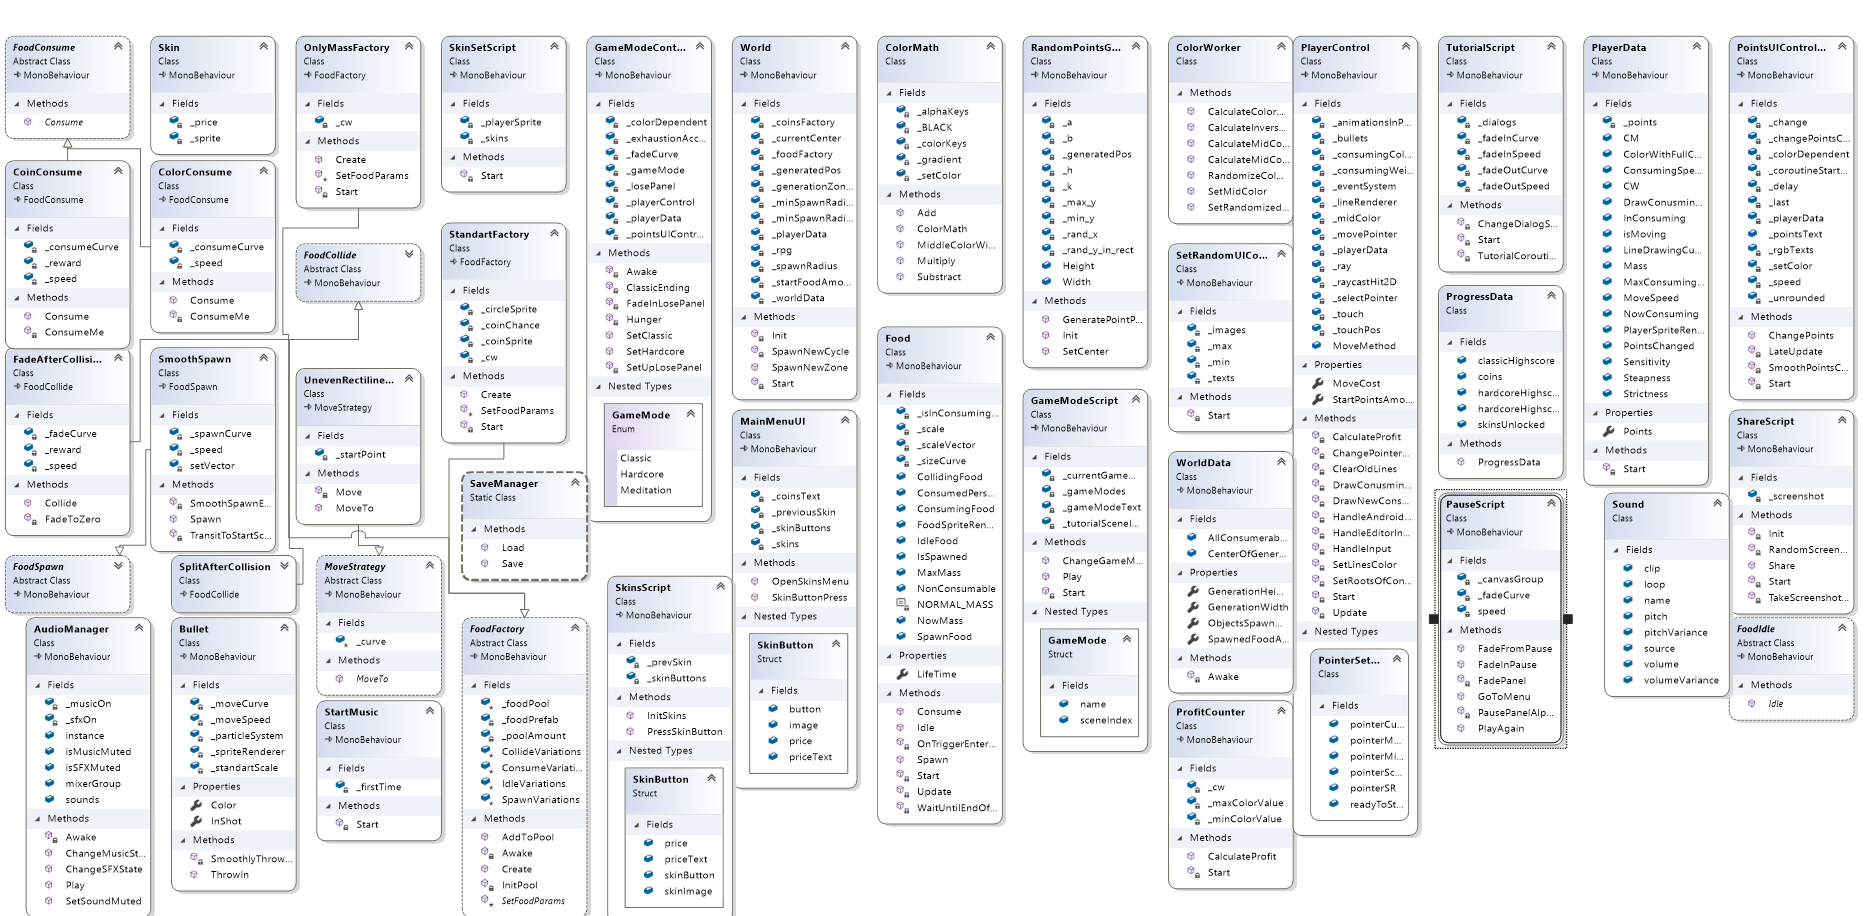 FoodConsume
Abstract Class
MonoBehaviour
Methods
Consume
CoinConsume
Class
FoodConsume
Fields
_consumeCurve
_reward
_speed
Methods
Consume
ConsumeMe
FadeAfterCollisi...
Class
FoodCollide
Fields
_fadeCurve
_reward
_speed
Methods
Collide
FadeToZero
FoodSpawn
Abstract Class
MonoBehaviour
AudioManager
Class
MonoBehaviour
Fields
_musicOn
_sfxOn
instance
isMusicMuted
isSFXMuted
mixerGroup
sounds
Methods
Awake
ChangeMusicSt...
ChangeSFXState
Play
SetSoundMuted
Skin
Class
MonoBehaviour
Fields
_price
_sprite
ColorConsume
Class
FoodConsume
Fields
_consumeCurve
_speed
Methods
Consume
ConsumeMe
SmoothSpawn
Class
FoodSpawn
Fields
_spawnCurve
_speed
setVector
Methods
SmoothSpawnE...
Spawn
TransitToStartSc...
SplitAfterCollision
Class
FoodCollide
Bullet
Class
MonoBehaviour
Fields
_moveCurve
_moveSpeed
_particleSystem
_spriteRenderer
_standartScale
Properties
Color
InShot
Methods
SmoothlyThrow...
ThrowIn
OnlyMassFactory
Class
FoodFactory
Fields
_cw
Methods
Create
SetFoodParams
Start
FoodCollide
Abstract Class
MonoBehaviour
UnevenRectiline...
Class
MoveStrategy
Fields
_startPoint
Methods
Move
MoveTo
MoveStrategy
Abstract Class
MonoBehaviour
Fields
_curve
Methods
MoveTo
StartMusic
Class
MonoBehaviour
Fields
_firstTime
Methods
Start
SkinSetScript
Class
MonoBehaviour
Fields
_playerSprite
_skins
Methods
Start
StandartFactory
Class
FoodFactory
Fields
_circleSprite
_coinChance
_coinSprite
_cw
Methods
Create
SetFoodParams
Start
SaveManager
Static Class
Methods
Load
Save
FoodFactory
Abstract Class
MonoBehaviour
Fields
_foodPool
_foodPrefab
_poolAmount
CollideVariations
ConsumeVariati...
IdleVariations
SpawnVariations
Methods
AddToPool
Awake
Create
InitPool
SetFoodParams
GameModeCont...
Class
MonoBehaviour
Fields
_colorDependent
_exhaustionAcc...
_fadeCurve
_gameMode
_losePanel
_playerControl
_playerData
_pointsUIContr...
Methods
Awake
ClassicEnding
FadeInLosePanel
Hunger
SetClassic
SetHardcore
SetUpLosePanel
Nested Types
GameMode
Enum
Classic
Hardcore
Meditation
SkinsScript
Class
MonoBehaviour
Fields
_prevSkin
_skinButtons
Methods
InitSkins
PressSkinButton
Nested Types
SkinButton
Struct
Fields
price
priceText
skinButton
skinImage
World
Class
MonoBehaviour
Fields
_coinsFactory
_currentCenter
_foodFactory
_generatedPos
_generationZon...
_minSpawnRadi...
_minSpawnRadi...
_playerData
_rpg
_spawnRadius
_startFoodAmo...
_worldData
Methods
Init
SpawnNewCycle
SpawnNewZone
Start
MainMenuUI
Class
MonoBehaviour
Fields
_coinsText
_previousSkin
_skinButtons
_skins
Methods
OpenSkinsMenu
SkinButtonPress
Nested Types
SkinButton
Struct
Fields
button
image
price
priceText
ColorMath
Class
Fields
_alphaKeys
_BLACK
_colorKeys
_gradient
_setColor
Methods
Add
ColorMath
MiddleColorWi...
Multiply
Substract
Food
Class
MonoBehaviour
Fields
_isInConsuming...
_scale
_scaleVector
_sizeCurve
CollidingFood
ConsumedPers...
ConsumingFood
FoodSpriteRen...
IdleFood
IsSpawned
MaxMass
NonConsumable
NORMAL_MASS
NowMass
SpawnFood
Properties
LifeTime
Methods
Consume
Idle
OnTriggerEnter...
Spawn
Start
Update
WaitUntilEndOf...
RandomPointsG...
Class
MonoBehaviour
Fields
_a
_b
_generatedPos
_h
_k
_max_y
_min_y
_rand_x
_rand_y_in_rect
Height
Width
Methods
GeneratePointP...
Init
SetCenter
GameModeScript
Class
MonoBehaviour
Fields
_currentGame...
_gameModes
_gameModeText
_tutorialSceneI...
Methods
ChangeGameM...
Play
Start
Nested Types
GameMode
Struct
Fields
name
sceneIndex
ColorWorker
Class
Methods
CalculateColor...
CalculateInvers...
CalculateMidCo...
CalculateMidCo...
RandomizeCol...
SetMidColor
SetRandomized...
SetRandomUICo...
Class
MonoBehaviour
Fields
_images
_max
_min
_texts
Methods
Start
WorldData
Class
MonoBehaviour
Fields
AllConsumerab...
CenterOfGener...
Properties
GenerationHei...
GenerationWidth
ObjectsSpawn...
SpawnedFoodA...
Methods
Awake
ProfitCounter
Class
MonoBehaviour
Fields
_cw
_maxColorValue
_minColorValue
Methods
CalculateProfit
Start
PlayerControl
Class
MonoBehaviour
Fields
_animationsInP...
_bullets
_consumingCol...
_consumingWei...
_eventSystem
_lineRenderer
_midColor
_movePointer
_playerData
_ray
_raycastHit2D
_selectPointer
_touch
_touchPos
MoveMethod
Properties
MoveCost
StartPointsAmo...
Methods
CalculateProfit
ChangePointer...
ClearOldLines
DrawConusmin...
DrawNewCons...
HandleAndroid...
HandleEditorIn...
HandleInput
SetLinesColor
SetRootsOfCon...
Start
Update
Nested Types
PointerSet...
Class
Fields
pointerCu...
pointerM...
pointerMi...
pointerSc...
pointerSR
readyToSt...
TutorialScript
Class
MonoBehaviour
Fields
_dialogs
_fadeInCurve
_fadeInSpeed
_fadeOutCurve
_fadeOutSpeed
Methods
ChangeDialogS...
Start
TutorialCorouti...
ProgressData
Class
Fields
classicHighscore
coins
hardcoreHighsc...
hardcoreHighsc...
skinsUnlocked
Methods
ProgressData
PauseScript
Class
MonoBehaviour
Fields
_canvasGroup
_fadeCurve
speed
Methods
FadeFromPause
FadeInPause
FadePanel
GoToMenu
PausePanelAlp...
PlayAgain
PlayerData
Class
MonoBehaviour
Fields
_points
CM
ColorWithFullC...
ConsumingSpe...
CW
DrawConusmin...
InConsuming
isMoving
LineDrawingCu...
Mass
MaxConsuming...
MoveSpeed
NowConsuming
PlayerSpriteRen...
PointsChanged
Sensitivity
Steapness
Strictness
Properties
Points
Methods
Start
Sound
Class
Fields
clip
loop
name
pitch
pitchVariance
source
volume
volumeVariance
PointsUIControl...
Class
MonoBehaviour
Fields
_change
_changePointsC...
_colorDependent
_coroutineStart...
_delay
_last
_playerData
_pointsText
_rgbTexts
_setColor
_speed
_unrounded
Methods
ChangePoints
LateUpdate
SmoothPointsC...
Start
ShareScript
Class
MonoBehaviour
Fields
_screenshot
Methods
Init
RandomScreen...
Share
Start
TakeScreenshot...
FoodIdle
Abstract Class
MonoBehaviour
Methods
Idle